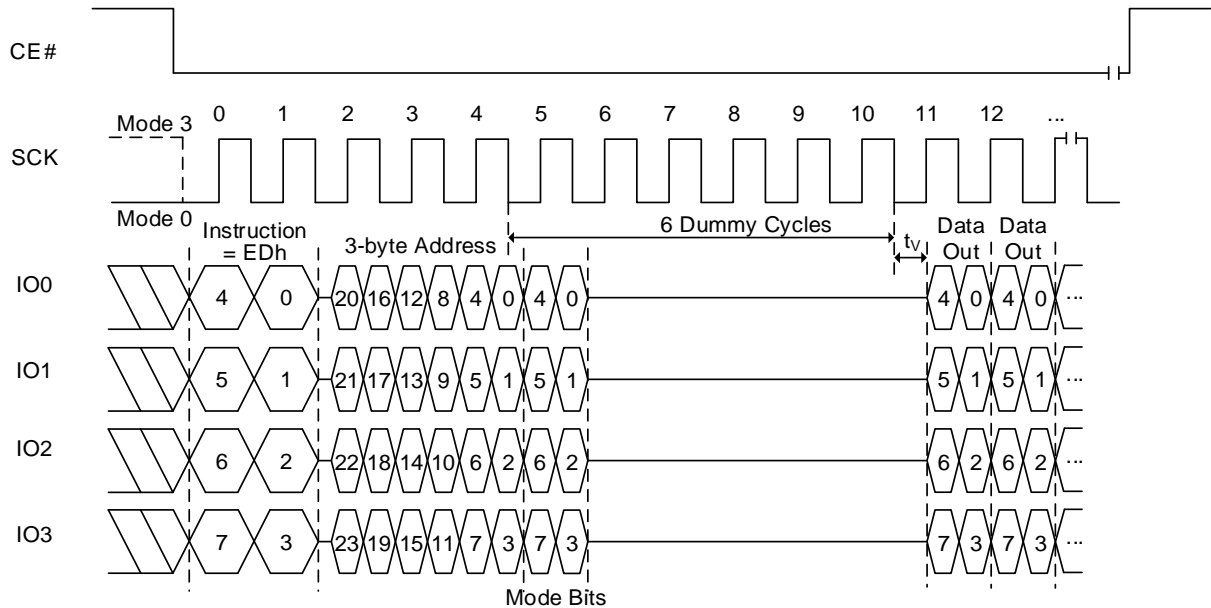 CE#
0 1 2 3 4 5 6 7 8 9 10 11 12 ...
Mode 3
SCK
Mode 0
Instruction
= EDh
3-byte Address
6 Dummy Cycles
tV
Data
Out
Data
Out
IO0 4 0 20 16 12 8 4 0 4 0 4 0 4 0 ...
IO1 5 1 21 17 13 9 5 1 5 1 5 1 5 1 ...
IO2 6 2 22 18 14 10 6 2 6 2 6 2 6 2 ...
IO3 7 3 23 19 15 11 7 3 7 3 7 3 7 3 ...
Mode Bits